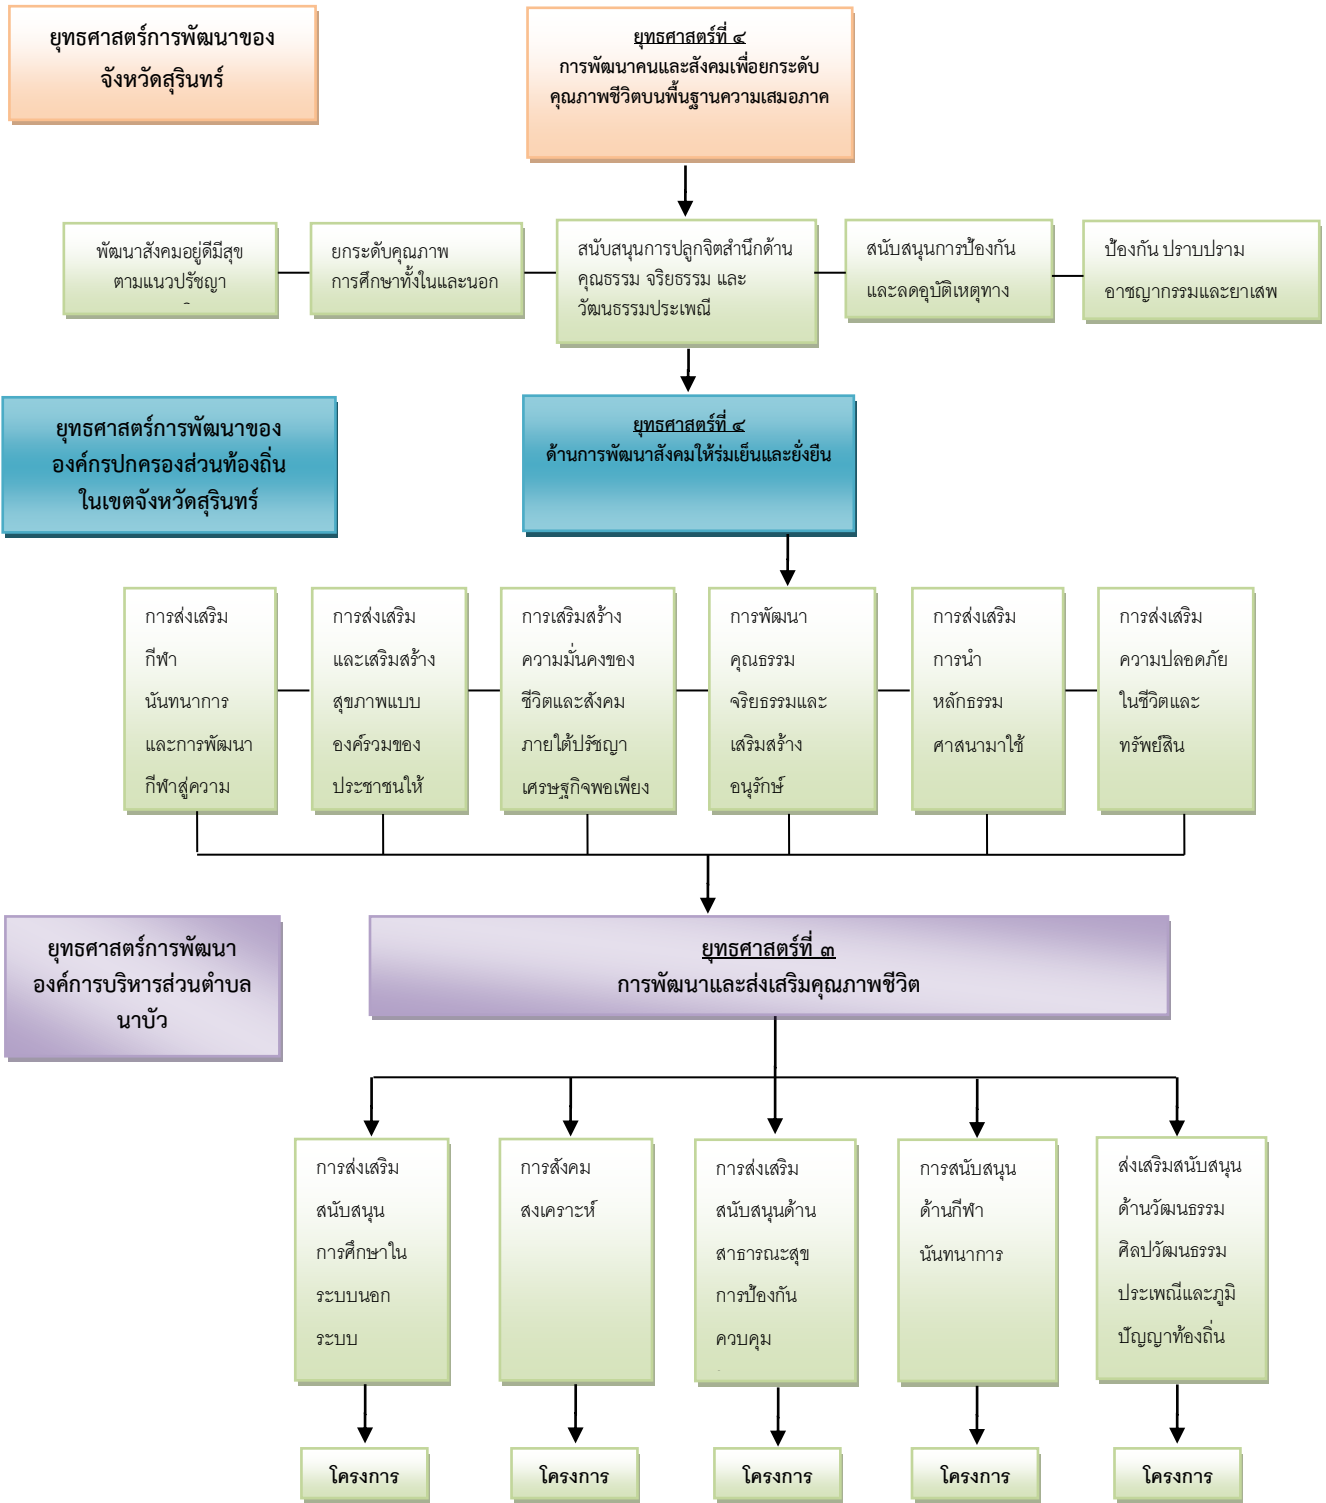 ยุทธศาสตร์การพัฒนาของ
จังหวัดสุรินทร์
ยุทธศาสตร์ที่ ๔
การพัฒนาคนและสังคมเพื่อยกระดับ
คุณภาพชีวิตบนพื้นฐานความเสมอภาค
พัฒนาสังคมอยู่ดีมีสุข
ตามแนวปรัชญา
ยกระดับคุณภาพ
การศึกษาทั้งในและนอก
สนับสนุนการปลูกจิตสำนึกด้าน
คุณธรรม จริยธรรม และ
วัฒนธรรมประเพณี
สนับสนุนการป้องกัน
และลดอุบัติเหตุทาง
ป้องกัน ปราบปราม
อาชญากรรมและยาเสพ
ยุทธศาสตร์การพัฒนาของ
องค์กรปกครองส่วนท้องถิ่น
ในเขตจังหวัดสุรินทร์
ยุทธศาสตร์ที่ ๔
ด้านการพัฒนาสังคมให้ร่มเย็นและยั่งยืน
การส่งเสริม
กีฬา
นันทนาการ
และการพัฒนา
กีฬาสู่ความ
การส่งเสริม
และเสริมสร้าง
สุขภาพแบบ
องค์รวมของ
ประชาชนให้
การเสริมสร้าง
ความมั่นคงของ
ชีวิตและสังคม
ภายใต้ปรัชญา
เศรษฐกิจพอเพียง
การพัฒนา
คุณธรรม
จริยธรรมและ
เสริมสร้าง
อนุรักษ์
การส่งเสริม
การนำ
หลักธรรม
ศาสนามาใช้
การส่งเสริม
ความปลอดภัย
ในชีวิตและ
ทรัพย์สิน
ยุทธศาสตร์การพัฒนา
องค์การบริหารส่วนตำบล
นาบัว
ยุทธศาสตร์ที่ ๓
การพัฒนาและส่งเสริมคุณภาพชีวิต
การส่งเสริม
สนับสนุน
การศึกษาใน
ระบบนอก
ระบบ
การสังคม
สงเคราะห์
การส่งเสริม
สนับสนุนด้าน
สาธารณะสุข
การป้องกัน
ควบคุม
การสนับสนุน
ด้านกีฬา
นันทนาการ
ส่งเสริมสนับสนุน
ด้านวัฒนธรรม
ศิลปวัฒนธรรม
ประเพณีและภูมิ
ปัญญาท้องถิ่น
โครงการ
โครงการ
โครงการ
โครงการ
โครงการ